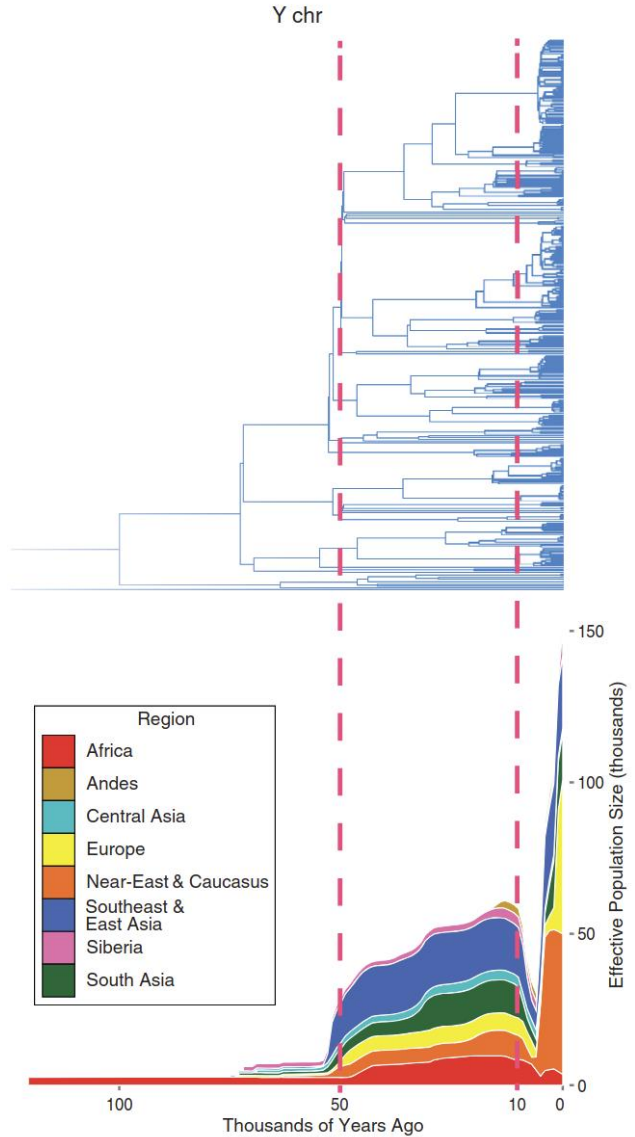 Y chr
150
100
50
0
Effective Population Size (thousands)
Region
Africa
Andes
Central Asia
Europe
Near-East & Caucasus
Southeast &
East Asia
Siberia
South Asia
100
50
10
0
Thousands of Years Ago